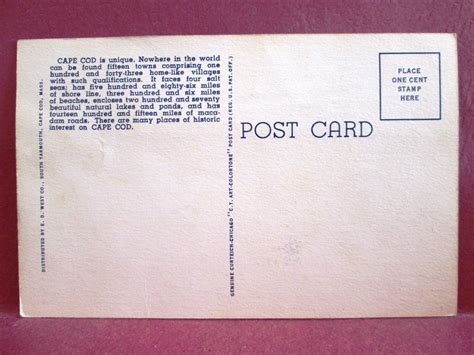 CAPE COD is unique. Nowhere in the world
can be found fifteen towns comprising one
hundred and forty-three home-like villages
with such qualifications. It faces four salt
seas; has five hundred and eighty-six miles
of shore line, three hundred and six miles
of beaches, encloses two hundred and seventy
beautiful natural lakes and ponds, and has
fourteen hundred and fifteen miles of maca-
dam roads. There are many places of historic
interest on CAPE COD.
DISTRIBUTED BY E. D. WEST CO., SOUTH YARMOUTH, CAPE COD, MASS.
GENUINE CURTEICH-CHICAGO "C.T. ART-COLORTONE" POST CARD (REG. U.S. PAT. OFF.)
POST CARD
PLACE
ONE CENT
STAMP
HERE